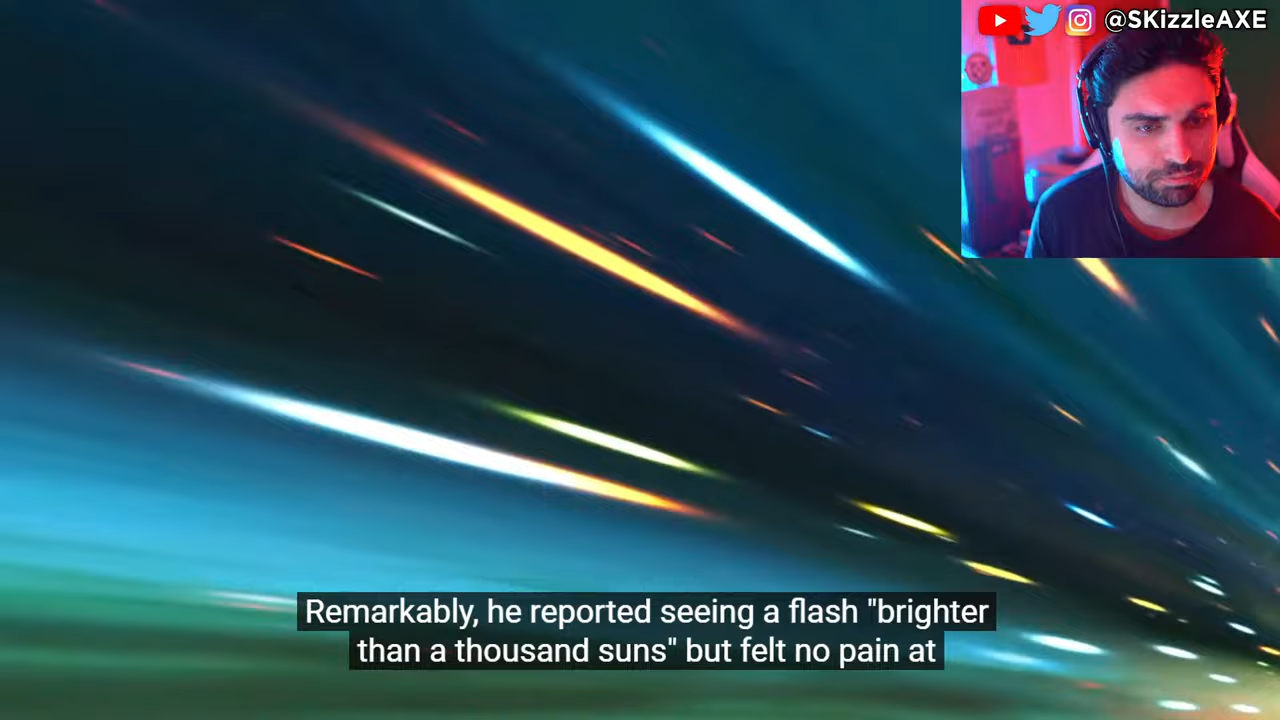 @SKizzleAXE
Remarkably, he reported seeing a flash "brighter
than a thousand suns" but felt no pain at